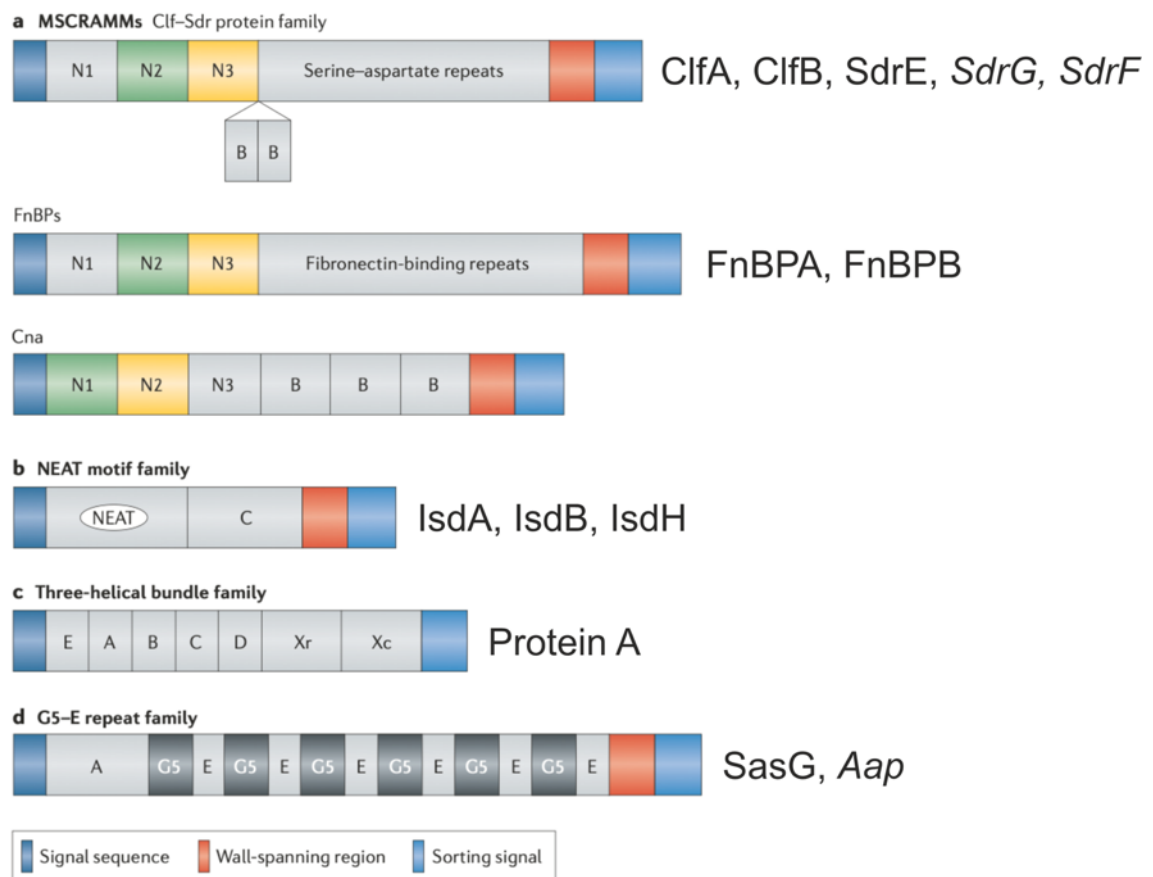 a MSCRAMMs Clf–Sdr protein family
N1 N2 N3 Serine–aspartate repeats ClfA, ClfB, SdrE, SdrG, SdrF
B B
FnBPs
N1 N2 N3 Fibronectin-binding repeats FnBPA, FnBPB
Cna
N1 N2 N3 B B B
b NEAT motif family
NEAT C IsdA, IsdB, IsdH
c Three-helical bundle family
E A B C D Xr Xc Protein A
d G5–E repeat family
A G5 E G5 E G5 E G5 E G5 E G5 E SasG, Aap
Signal sequence Wall-spanning region Sorting signal